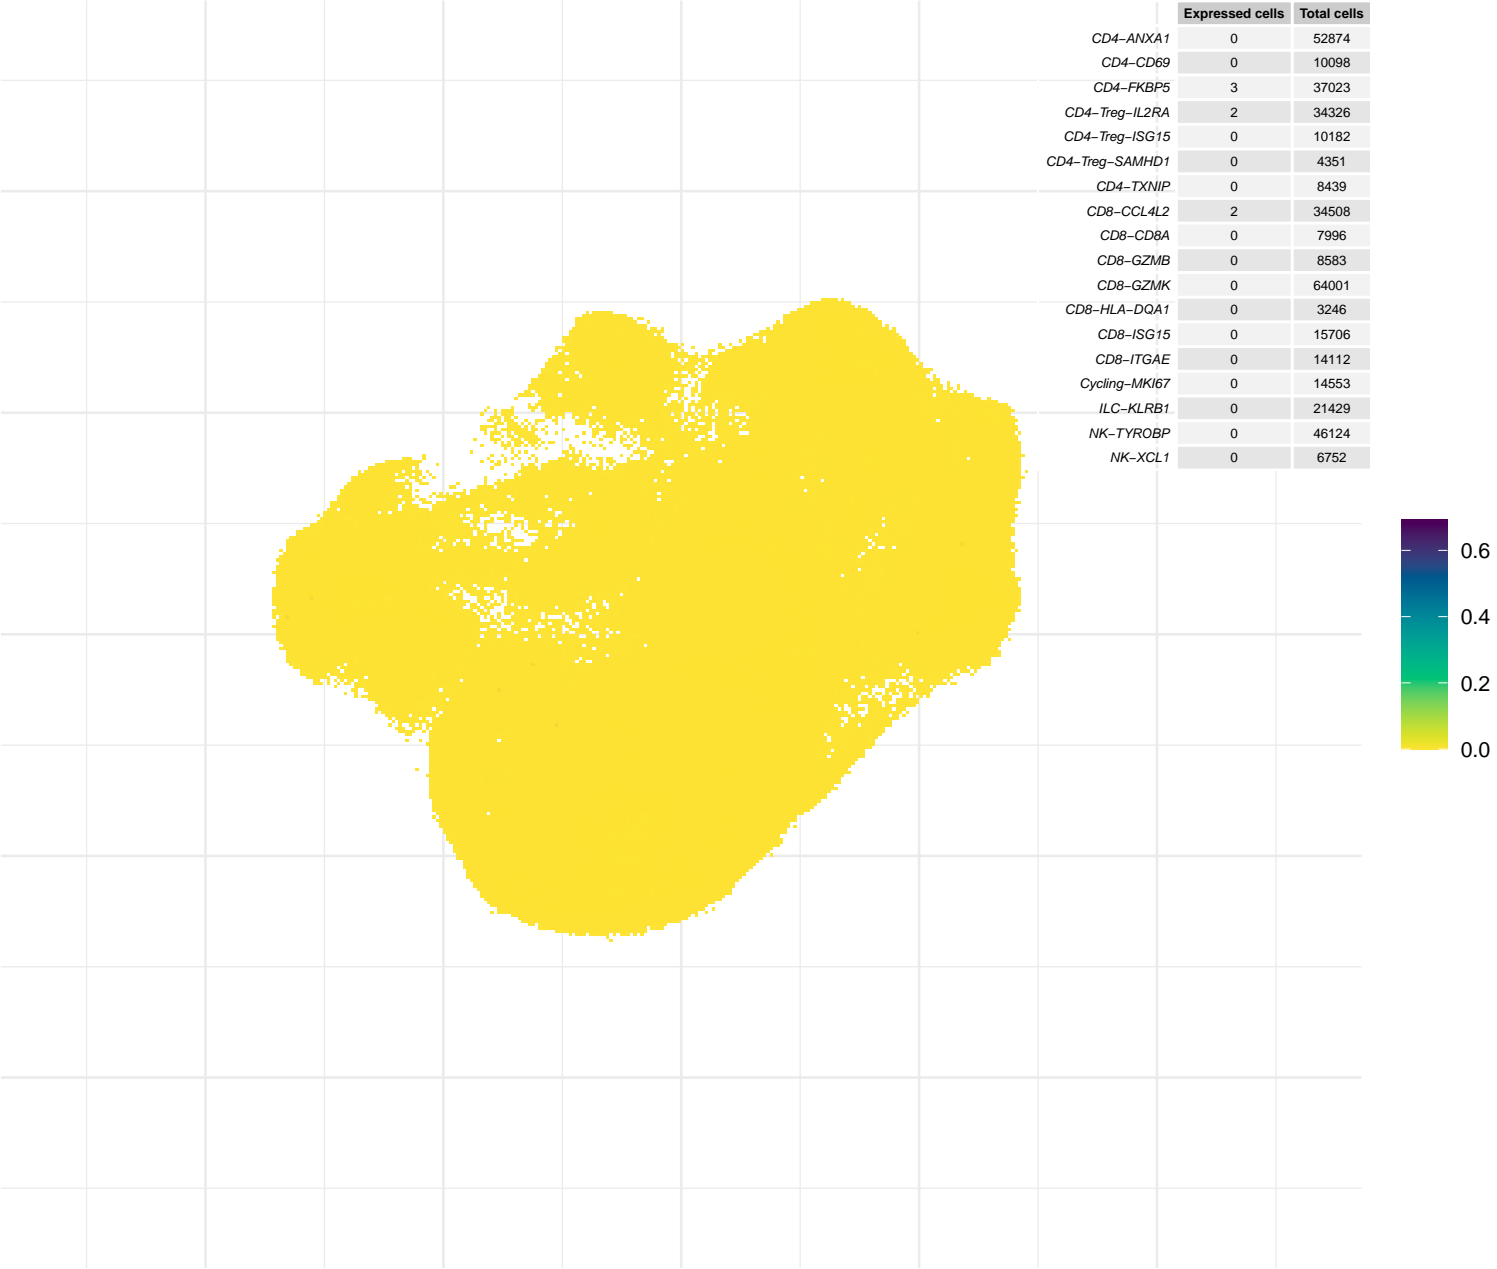 Expressed cells Total cells
CD4−ANXA1 0 52874
CD4−CD69 0 10098
CD4−FKBP5 3 37023
CD4−Treg−IL2RA 2 34326
CD4−Treg−ISG15 0 10182
CD4−Treg−SAMHD1 0 4351
CD4−TXNIP 0 8439
CD8−CCL4L2 2 34508
CD8−CD8A 0 7996
CD8−GZMB 0 8583
CD8−GZMK 0 64001
CD8−HLA−DQA1 0 3246
CD8−ISG15 0 15706
CD8−ITGAE 0 14112
Cycling−MKI67 0 14553
ILC−KLRB1 0 21429
NK−TYROBP 0 46124
NK−XCL1 0 6752
0.6
0.4
0.2
0.0